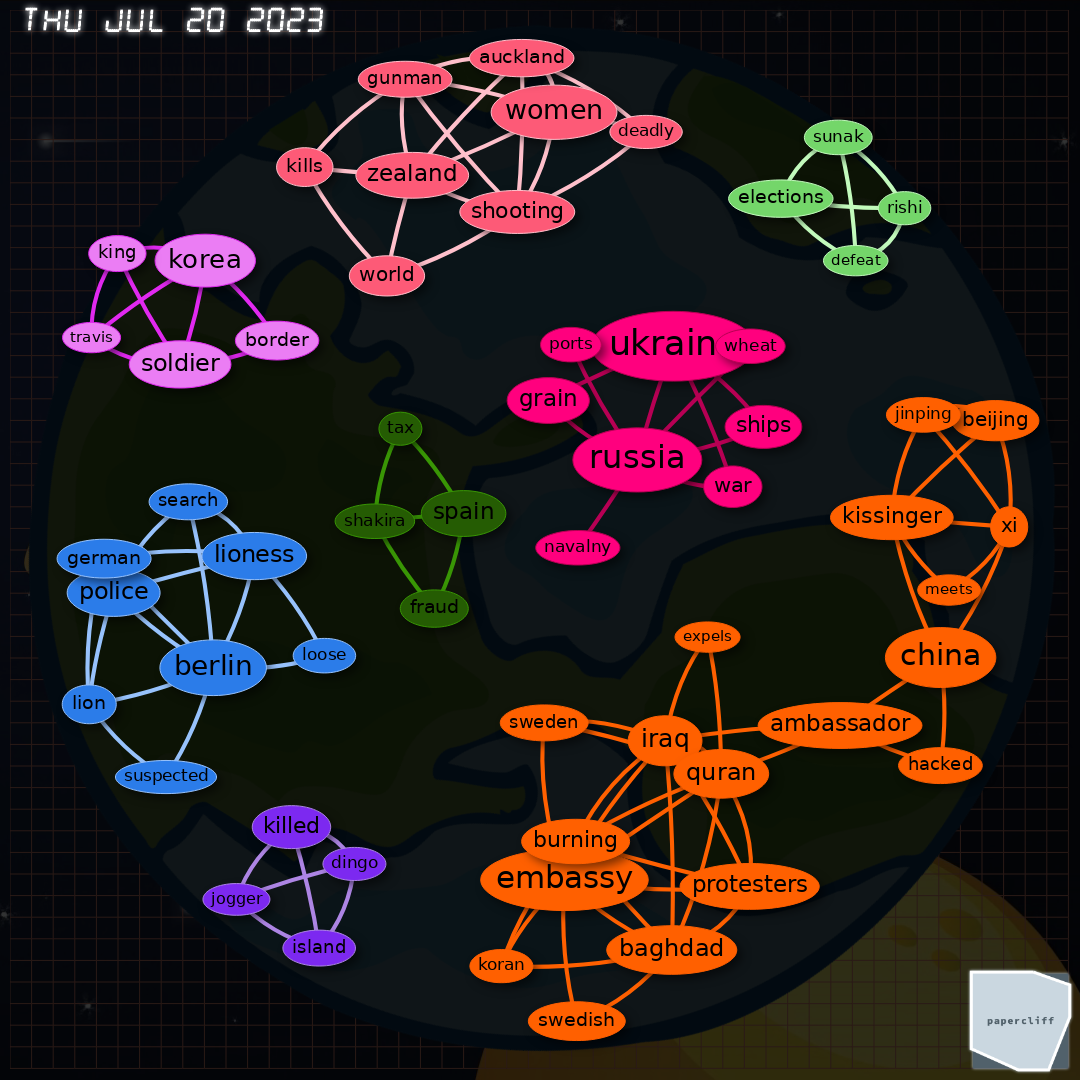 THU JUL 20 2023
auckland
gunman
women
deadly
kills
zealand
shooting
world
sunak
elections
rishi
defeat
king
korea
travis
border
soldier
ports
ukrain
wheat
grain
ships
russia
war
navalny
jinping
beijing
kissinger
xi
meets
china
tax
shakira
spain
fraud
search
german
lioness
police
berlin
loose
lion
suspected
expels
sweden
iraq
ambassador
quran
hacked
burning
embassy
protesters
baghdad
koran
swedish
killed
dingo
jogger
island
papercliff